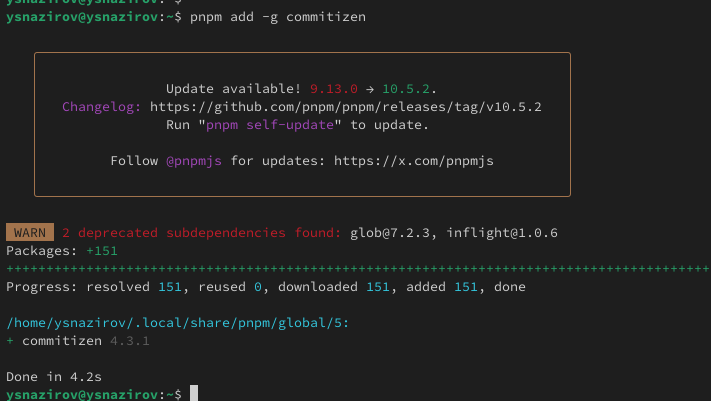 ysnazirov@ysnazirov:~$
ysnazirov@ysnazirov:~$ pnpm add -g commitizen
Update available! 9.13.0 → 10.5.2.
Changelog: https://github.com/pnpm/pnpm/releases/tag/v10.5.2
Run "pnpm self-update" to update.
Follow @pnpmjs for updates: https://x.com/pnpmjs
WARN 2 deprecated subdependencies found: glob@7.2.3, inflight@1.0.6
Packages: +151
++++++++++++++++++++++++++++++++++++++++++++++++++++++++++++++++++++++++++++++++++++++++
Progress: resolved 151, reused 0, downloaded 151, added 151, done
/home/ysnazirov/.local/share/pnpm/global/5:
+ commitizen 4.3.1
Done in 4.2s
ysnazirov@ysnazirov:~$